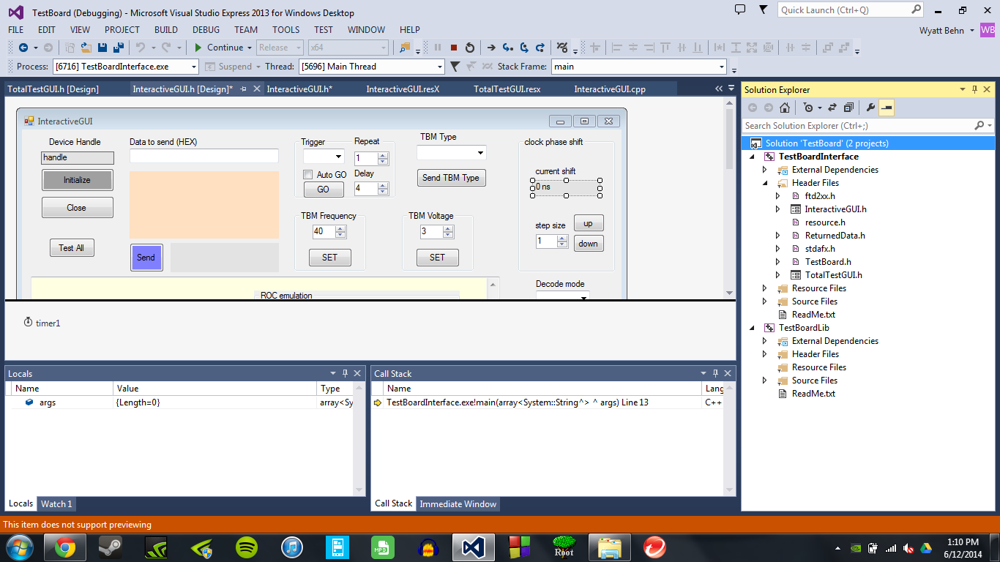 TestBoard (Debugging) - Microsoft Visual Studio Express 2013 for Windows Desktop
Quick Launch (Ctrl+Q)
FILE EDIT VIEW PROJECT BUILD DEBUG TEAM TOOLS TEST WINDOW HELP
Wyatt Behn WB
Continue Release x64
Process: [6716] TestBoardInterface.exe Suspend Thread: [5696] Main Thread Stack Frame: main
TotalTestGUI.h [Design] InteractiveGUI.h [Design]* InteractiveGUI.h* InteractiveGUI.resX TotalTestGUI.resx InteractiveGUI.cpp
InteractiveGUI
Device Handle
handle
Initialize
Close
Test All
Data to send (HEX)
Send
Trigger
Auto GO
GO
Repeat
1
Delay
4
TBM Type
Send TBM Type
TBM Frequency
40
SET
TBM Voltage
3
SET
clock phase shift
current shift
0 ns
step size
1
up
down
Decode mode
ROC emulation
timer1
Locals
Name Value Type
args {Length=0} array<Sy
Locals Watch 1
Call Stack
Name Lang
TestBoardInterface.exe!main(array<System::String^> ^ args) Line 13 C++
Call Stack Immediate Window
Solution Explorer
Search Solution Explorer (Ctrl+;)
Solution 'TestBoard' (2 projects)
TestBoardInterface
External Dependencies
Header Files
ftd2xx.h
InteractiveGUI.h
resource.h
ReturnedData.h
stdafx.h
TestBoard.h
TotalTestGUI.h
Resource Files
Source Files
ReadMe.txt
TestBoardLib
External Dependencies
Header Files
Resource Files
Source Files
ReadMe.txt
This item does not support previewing
MP3
Root
1:10 PM
6/12/2014